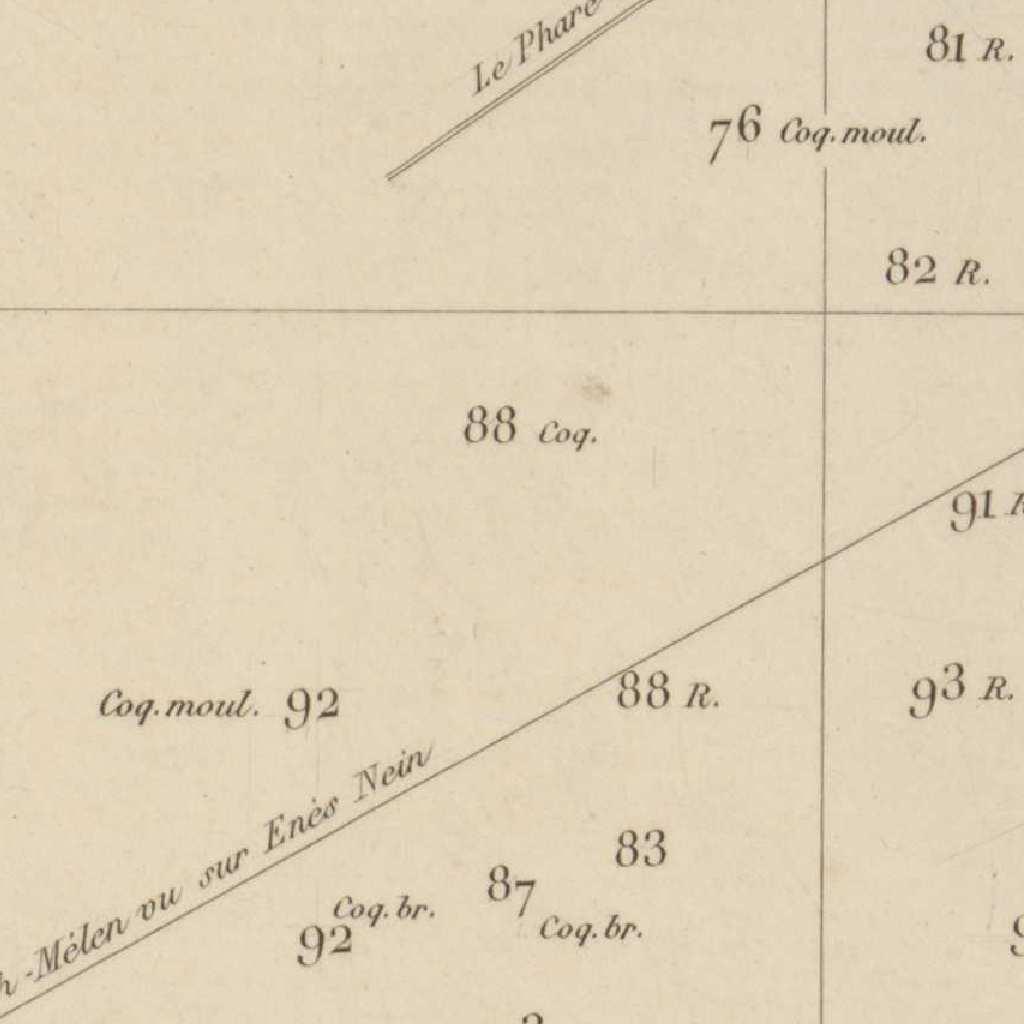 Le Phare
81 R.
76 Coq. moul.
82 R.
88 Coq.
91 R
Coq. moul. 92
88 R.
93 R.
h-Mélen vu sur Enès Nein
83
87
Coq. br.
92
Coq. br.